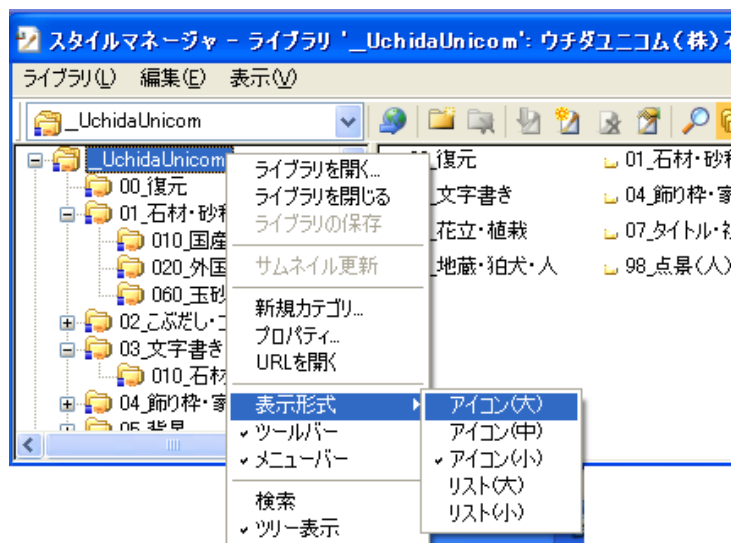 スタイルマネージャ - ライブラリ '__UchidaUnicom': ウチダユニコム(株)
ライブラリ(L) 編集(E) 表示(V)
__UchidaUnicom
__UchidaUnicom
00_復元
01_石材・砂利
010_国産
020_外国
060_玉砂
02_こぶだし・
03_文字書き
010_石材
04_飾り枠・家
05_背景
ライブラリを開く...
ライブラリを閉じる
ライブラリの保存
サムネイル更新
新規カテゴリ...
プロパティ...
URLを開く
表示形式
ツールバー
メニューバー
検索
ツリー表示
アイコン(大)
アイコン(中)
アイコン(小)
リスト(大)
リスト(小)
_復元
01_石材・砂利
_文字書き
04_飾り枠・家
_花立・植栽
07_タイトル・
_地蔵・狛犬・人
98_点景(人)